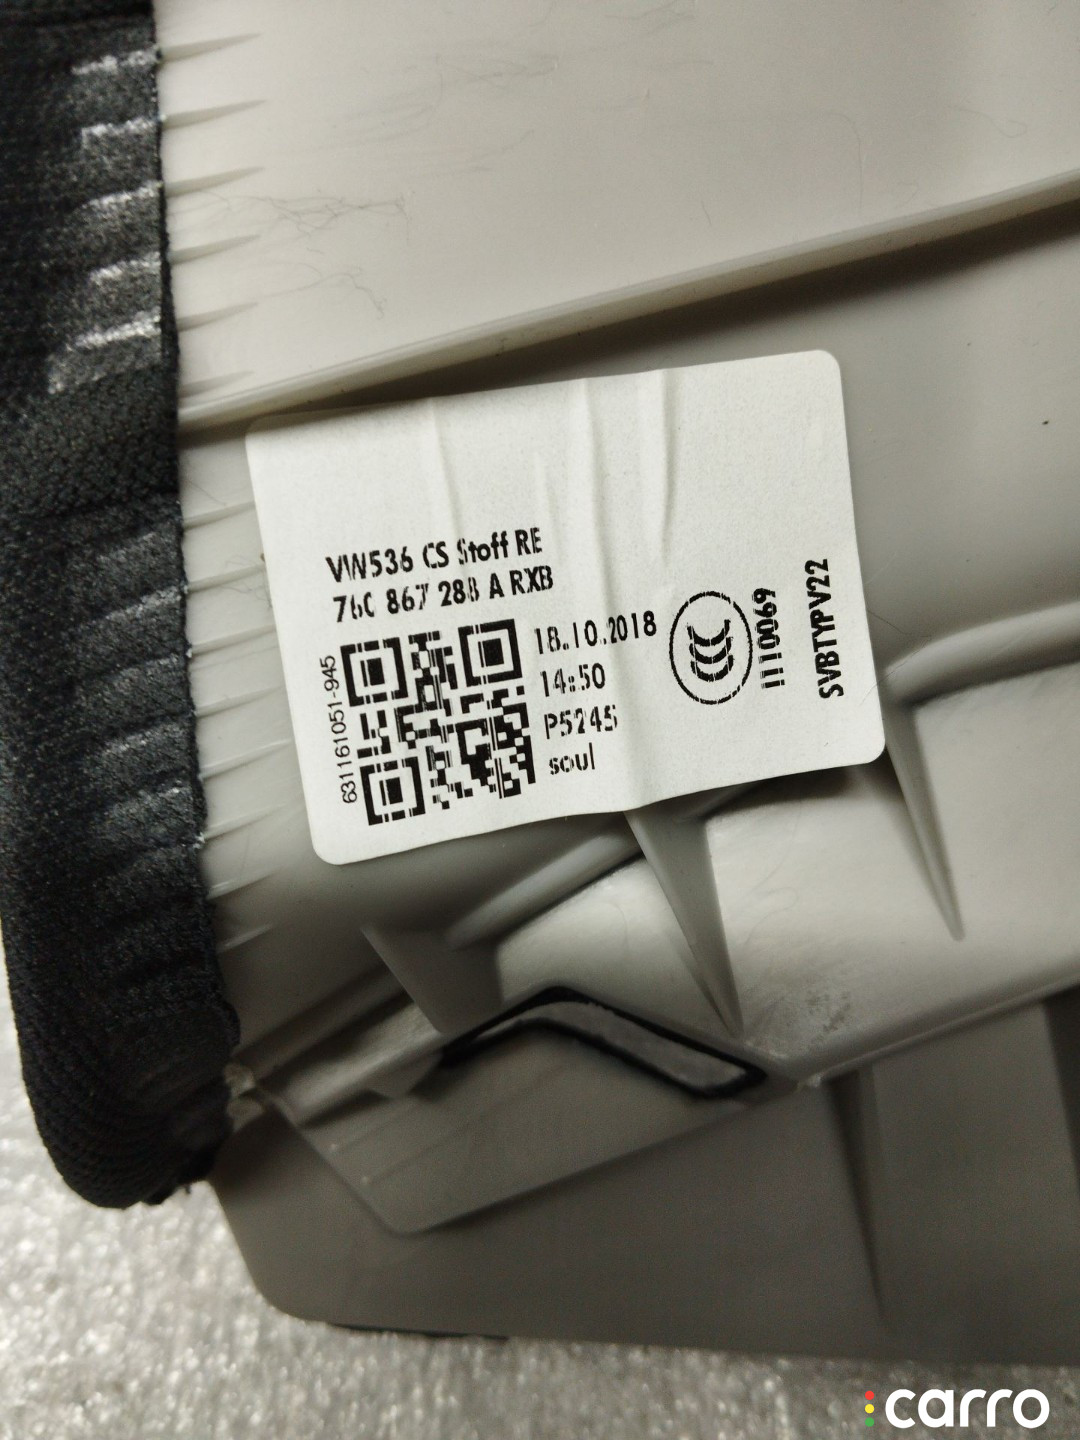 VW536 CS Stoff RE
760 867 288 A RXB
631161051-945
18.10.2018
14:50
P5245
soul
1110069
SVBTYPV22
carro